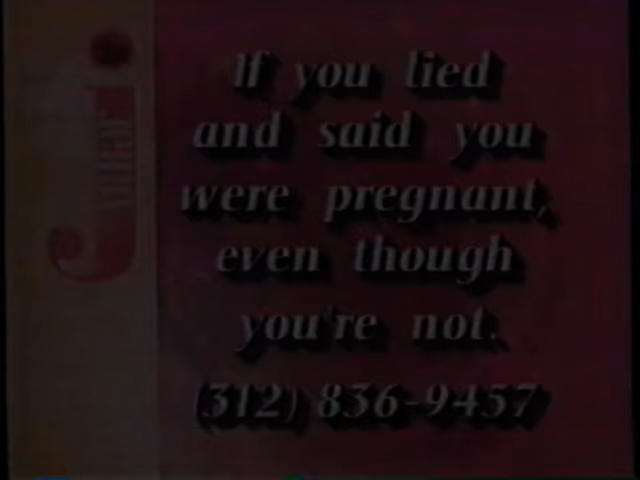 If you lied
and said you
were pregnant,
even though
you're not.
(312) 836-9457